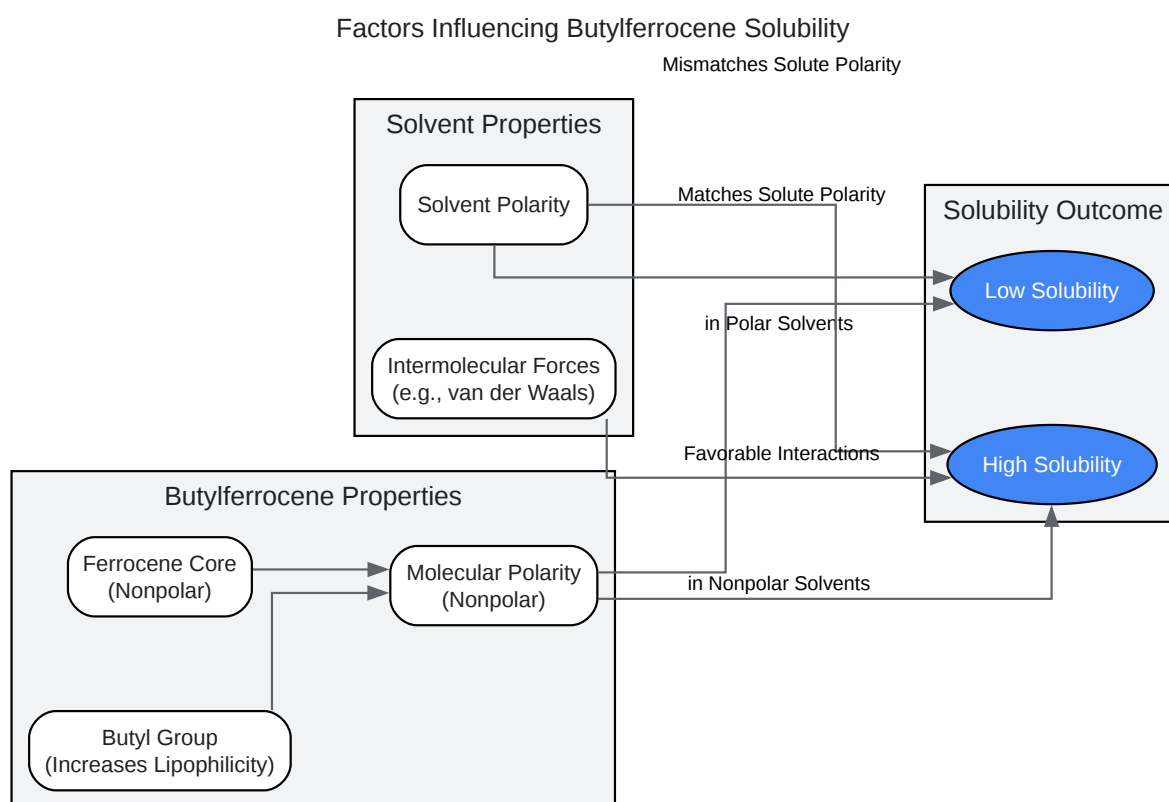 Factors Influencing Butylferrocene Solubility
Mismatches Solute Polarity
Solvent Properties
Solvent Polarity
Matches Solute Polarity
Solubility Outcome
Low Solubility
in Polar Solvents
Intermolecular Forces
(e.g., van der Waals)
Favorable Interactions
High Solubility
Butylferrocene Properties
Ferrocene Core
(Nonpolar)
Molecular Polarity
(Nonpolar)
in Nonpolar Solvents
Butyl Group
(Increases Lipophilicity)